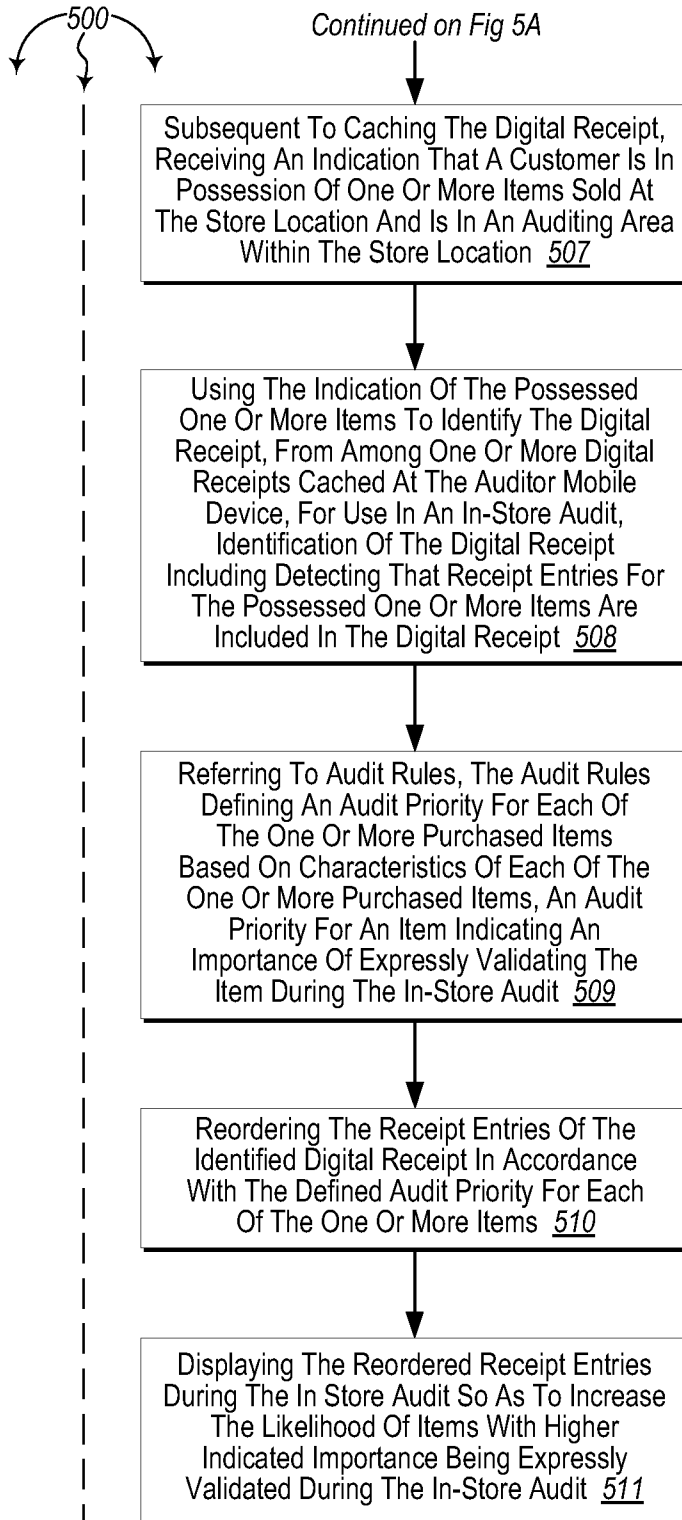 500
Continued on Fig 5A
Subsequent To Caching The Digital Receipt,
Receiving An Indication That A Customer Is In
Possession Of One Or More Items Sold At
The Store Location And Is In An Auditing Area
Within The Store Location 507
Using The Indication Of The Possessed
One Or More Items To Identify The Digital
Receipt, From Among One Or More Digital
Receipts Cached At The Auditor Mobile
Device, For Use In An In-Store Audit,
Identification Of The Digital Receipt
Including Detecting That Receipt Entries For
The Possessed One Or More Items Are
Included In The Digital Receipt 508
Referring To Audit Rules, The Audit Rules
Defining An Audit Priority For Each Of
The One Or More Purchased Items
Based On Characteristics Of Each Of The
One Or More Purchased Items, An Audit
Priority For An Item Indicating An
Importance Of Expressly Validating The
Item During The In-Store Audit 509
Reordering The Receipt Entries Of The
Identified Digital Receipt In Accordance
With The Defined Audit Priority For Each
Of The One Or More Items 510
Displaying The Reordered Receipt Entries
During The In Store Audit So As To Increase
The Likelihood Of Items With Higher
Indicated Importance Being Expressly
Validated During The In-Store Audit 511